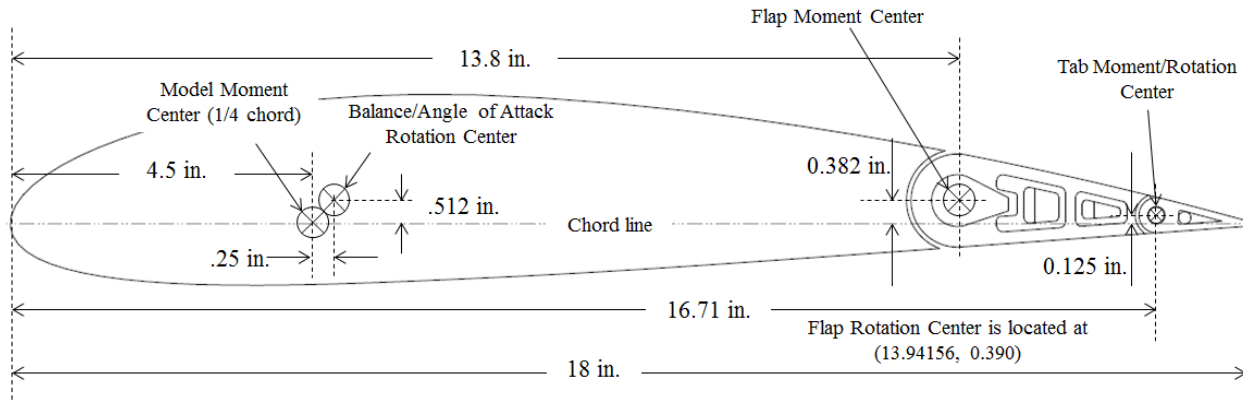 Flap Moment Center
13.8 in.
Tab Moment/Rotation
Center
Model Moment
Center (1/4 chord)
Balance/Angle of Attack
Rotation Center
4.5 in.
0.382 in.
.512 in.
Chord line
.25 in.
0.125 in.
16.71 in.
Flap Rotation Center is located at
(13.94156, 0.390)
18 in.